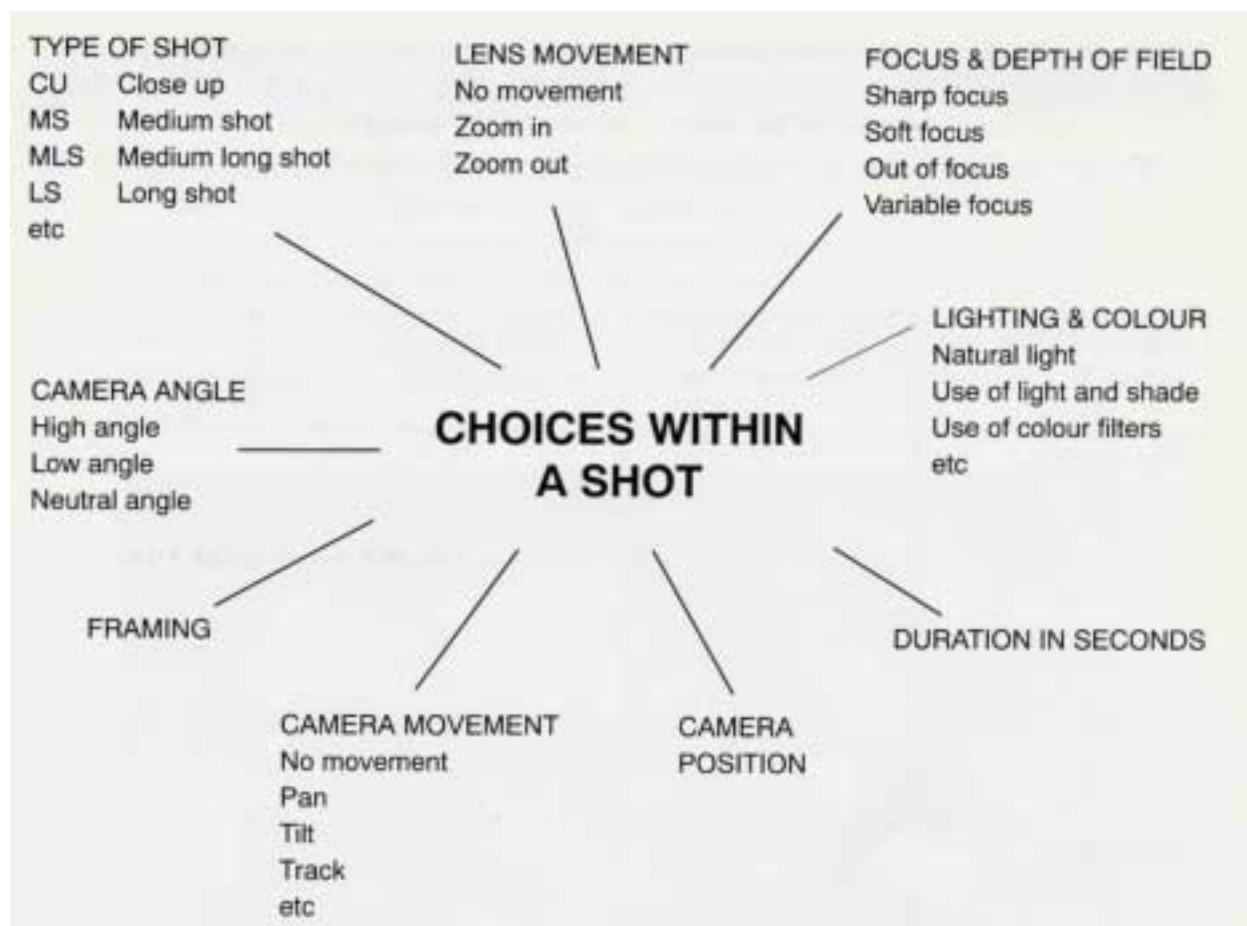 TYPE OF SHOT
CU Close up
MS Medium shot
MLS Medium long shot
LS Long shot
etc
LENS MOVEMENT
No movement
Zoom in
Zoom out
FOCUS & DEPTH OF FIELD
Sharp focus
Soft focus
Out of focus
Variable focus
LIGHTING & COLOUR
Natural light
Use of light and shade
Use of colour filters
etc
CAMERA ANGLE
High angle
Low angle
Neutral angle
CHOICES WITHIN
A SHOT
FRAMING
DURATION IN SECONDS
CAMERA MOVEMENT
No movement
Pan
Tilt
Track
etc
CAMERA
POSITION